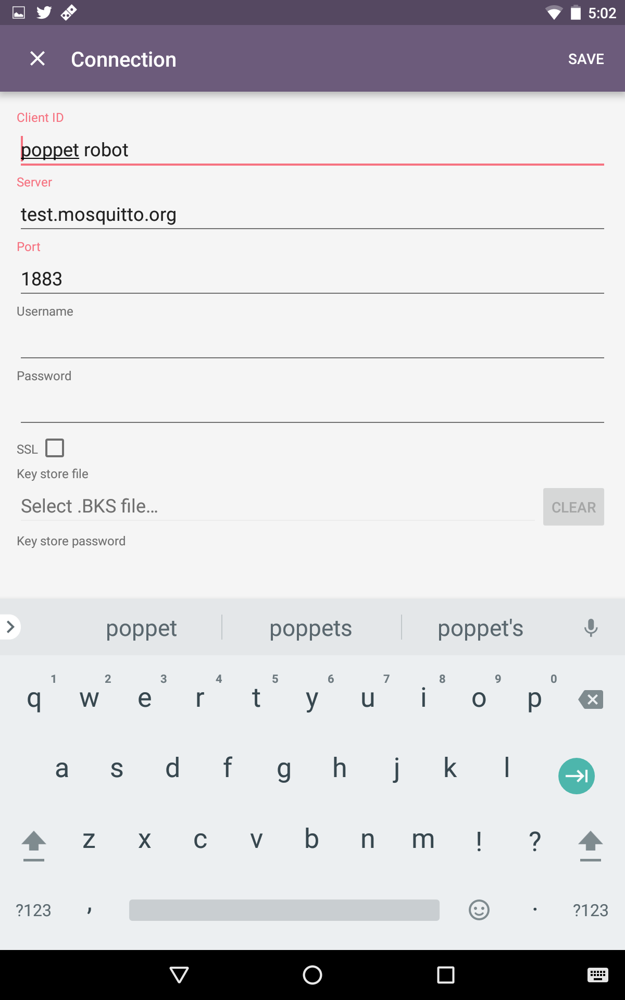 5:02
Connection SAVE
Client ID
poppet robot
Server
test.mosquitto.org
Port
1883
Username
Password
SSL
Key store file
Select .BKS file... CLEAR
Key store password
poppet poppets poppet's
1 2 3 4 5 6 7 8 9 0
q w e r t y u i o p
a s d f g h j k l
z x c v b n m ! ?
?123 , . ?123